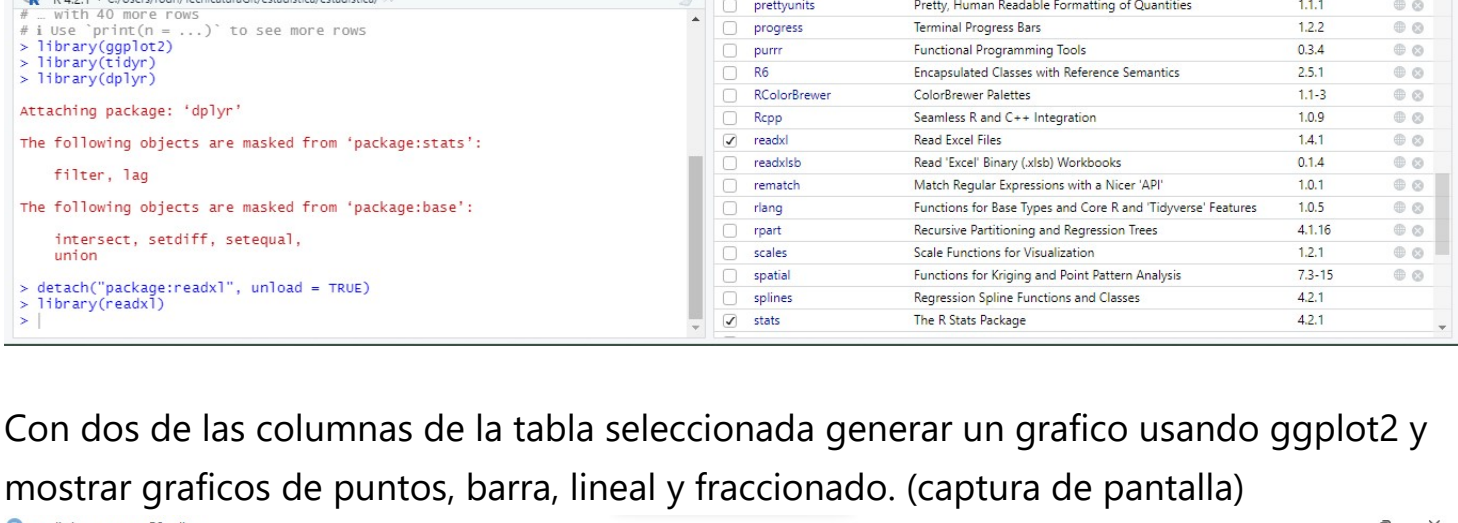 R 4.2.1
# … with 40 more rows
# ℹ Use `print(n = ...)` to see more rows
> library(ggplot2)
> library(tidyr)
> library(dplyr)
Attaching package: ‘dplyr’
The following objects are masked from ‘package:stats’:
filter, lag
The following objects are masked from ‘package:base’:
intersect, setdiff, setequal,
union
> detach("package:readxl", unload = TRUE)
> library(readxl)
>
prettyunits Pretty, Human Readable Formatting of Quantities 1.1.1
progress Terminal Progress Bars 1.2.2
purrr Functional Programming Tools 0.3.4
R6 Encapsulated Classes with Reference Semantics 2.5.1
RColorBrewer ColorBrewer Palettes 1.1-3
Rcpp Seamless R and C++ Integration 1.0.9
readxl Read Excel Files 1.4.1
readxlsb Read 'Excel' Binary (.xlsb) Workbooks 0.1.4
rematch Match Regular Expressions with a Nicer 'API' 1.0.1
rlang Functions for Base Types and Core R and 'Tidyverse' Features 1.0.5
rpart Recursive Partitioning and Regression Trees 4.1.16
scales Scale Functions for Visualization 1.2.1
spatial Functions for Kriging and Point Pattern Analysis 7.3-15
splines Regression Spline Functions and Classes 4.2.1
stats The R Stats Package 4.2.1
Con dos de las columnas de la tabla seleccionada generar un grafico usando ggplot2 y
mostrar graficos de puntos, barra, lineal y fraccionado. (captura de pantalla)